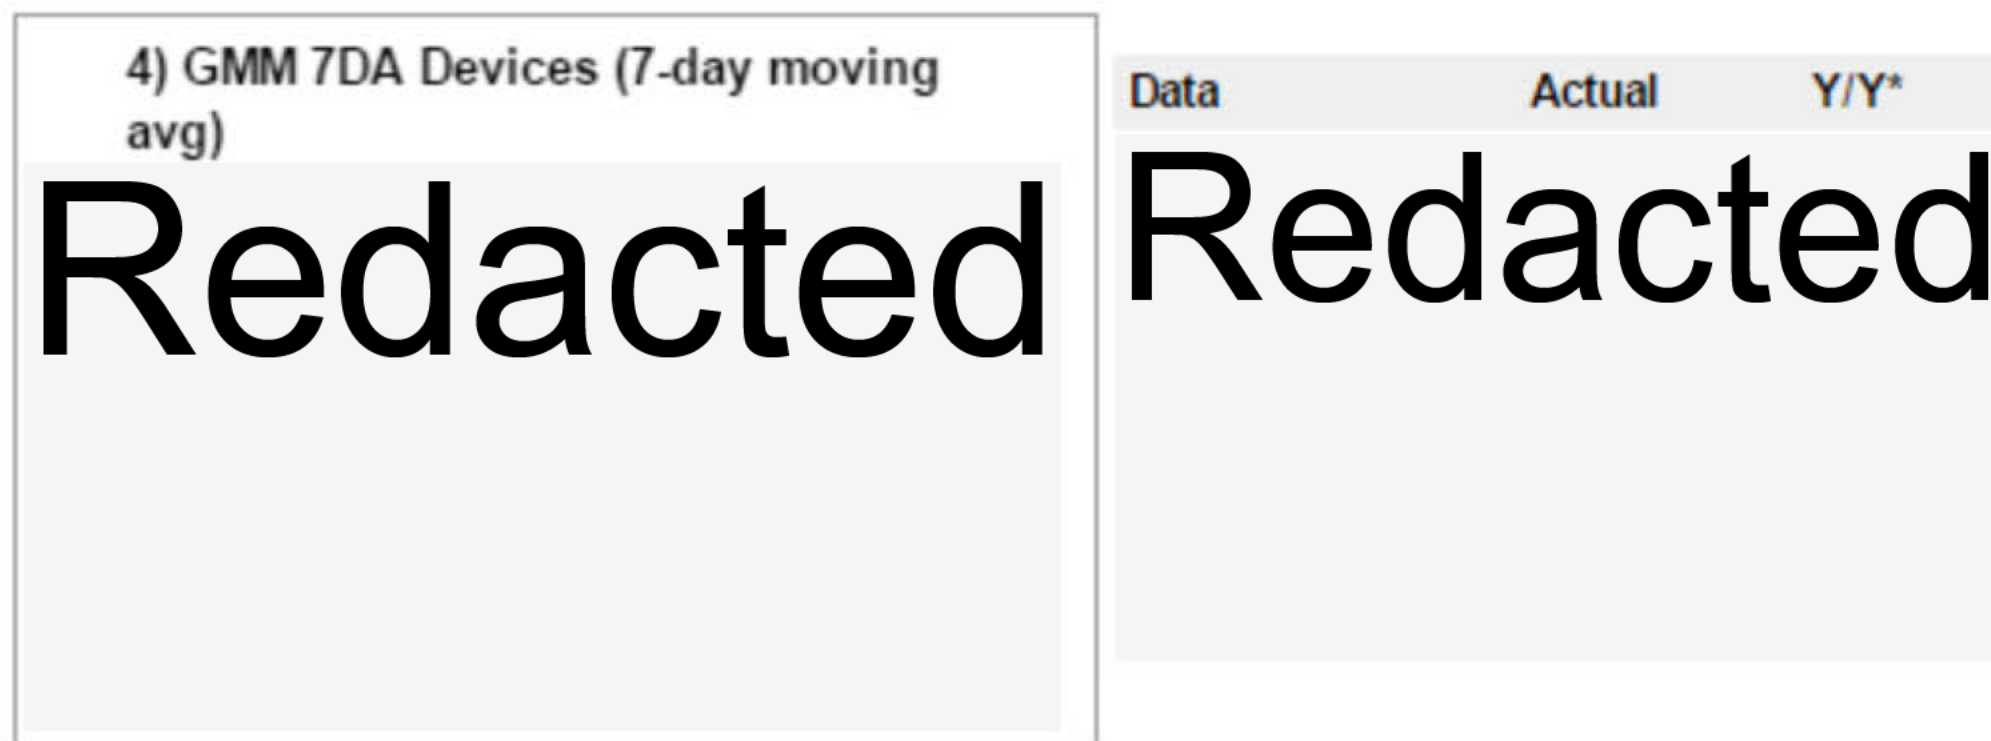 4) GMM 7DA Devices (7-day moving
avg)
Redacted
Data Actual Y/Y*
Redacted